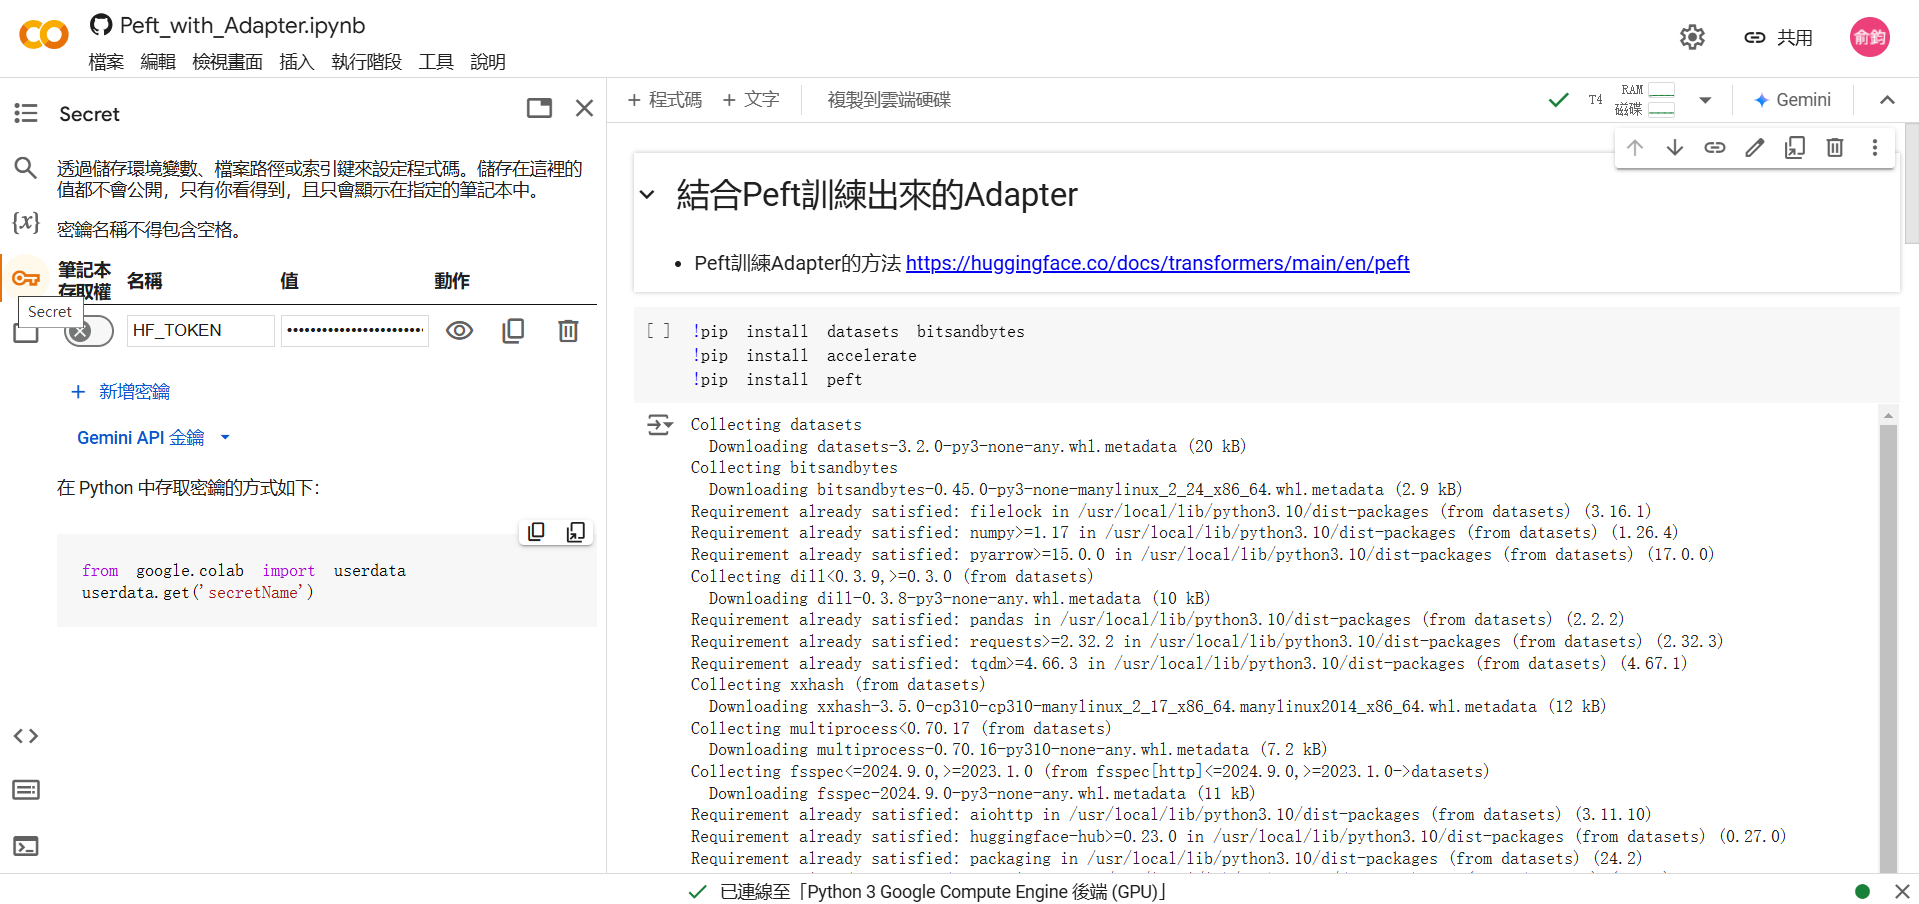 Peft_with_Adapter.ipynb
檔案 編輯 檢視畫面 插入 執行階段 工具 說明
共用
俞鈞
Secret
透過儲存環境變數、檔案路徑或索引鍵來設定程式碼。儲存在這裡的
值都不會公開，只有你看得到，且只會顯示在指定的筆記本中。
密鑰名稱不得包含空格。
筆記本
存取權 名稱 值 動作
Secret
HF_TOKEN ••••••••••••••••••••••••
+ 新增密鑰
Gemini API 金鑰
在 Python 中存取密鑰的方式如下：
from google.colab import userdata
userdata.get('secretName')
+ 程式碼 + 文字 複製到雲端硬碟
T4 RAM
磁碟
Gemini
結合Peft訓練出來的Adapter
• Peft訓練Adapter的方法 https://huggingface.co/docs/transformers/main/en/peft
[ ] !pip install datasets bitsandbytes
!pip install accelerate
!pip install peft
Collecting datasets
Downloading datasets-3.2.0-py3-none-any.whl.metadata (20 kB)
Collecting bitsandbytes
Downloading bitsandbytes-0.45.0-py3-none-manylinux_2_24_x86_64.whl.metadata (2.9 kB)
Requirement already satisfied: filelock in /usr/local/lib/python3.10/dist-packages (from datasets) (3.16.1)
Requirement already satisfied: numpy>=1.17 in /usr/local/lib/python3.10/dist-packages (from datasets) (1.26.4)
Requirement already satisfied: pyarrow>=15.0.0 in /usr/local/lib/python3.10/dist-packages (from datasets) (17.0.0)
Collecting dill<0.3.9,>=0.3.0 (from datasets)
Downloading dill-0.3.8-py3-none-any.whl.metadata (10 kB)
Requirement already satisfied: pandas in /usr/local/lib/python3.10/dist-packages (from datasets) (2.2.2)
Requirement already satisfied: requests>=2.32.2 in /usr/local/lib/python3.10/dist-packages (from datasets) (2.32.3)
Requirement already satisfied: tqdm>=4.66.3 in /usr/local/lib/python3.10/dist-packages (from datasets) (4.67.1)
Collecting xxhash (from datasets)
Downloading xxhash-3.5.0-cp310-cp310-manylinux_2_17_x86_64.manylinux2014_x86_64.whl.metadata (12 kB)
Collecting multiprocess<0.70.17 (from datasets)
Downloading multiprocess-0.70.16-py310-none-any.whl.metadata (7.2 kB)
Collecting fsspec<=2024.9.0,>=2023.1.0 (from fsspec[http]<=2024.9.0,>=2023.1.0->datasets)
Downloading fsspec-2024.9.0-py3-none-any.whl.metadata (11 kB)
Requirement already satisfied: aiohttp in /usr/local/lib/python3.10/dist-packages (from datasets) (3.11.10)
Requirement already satisfied: huggingface-hub>=0.23.0 in /usr/local/lib/python3.10/dist-packages (from datasets) (0.27.0)
Requirement already satisfied: packaging in /usr/local/lib/python3.10/dist-packages (from datasets) (24.2)
已連線至「Python 3 Google Compute Engine 後端 (GPU)」